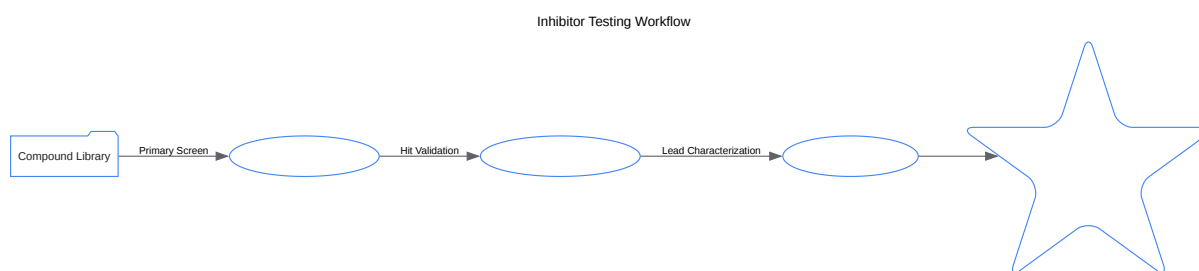 Inhibitor Testing Workflow
Compound Library
Primary Screen
Hit Validation
Lead Characterization